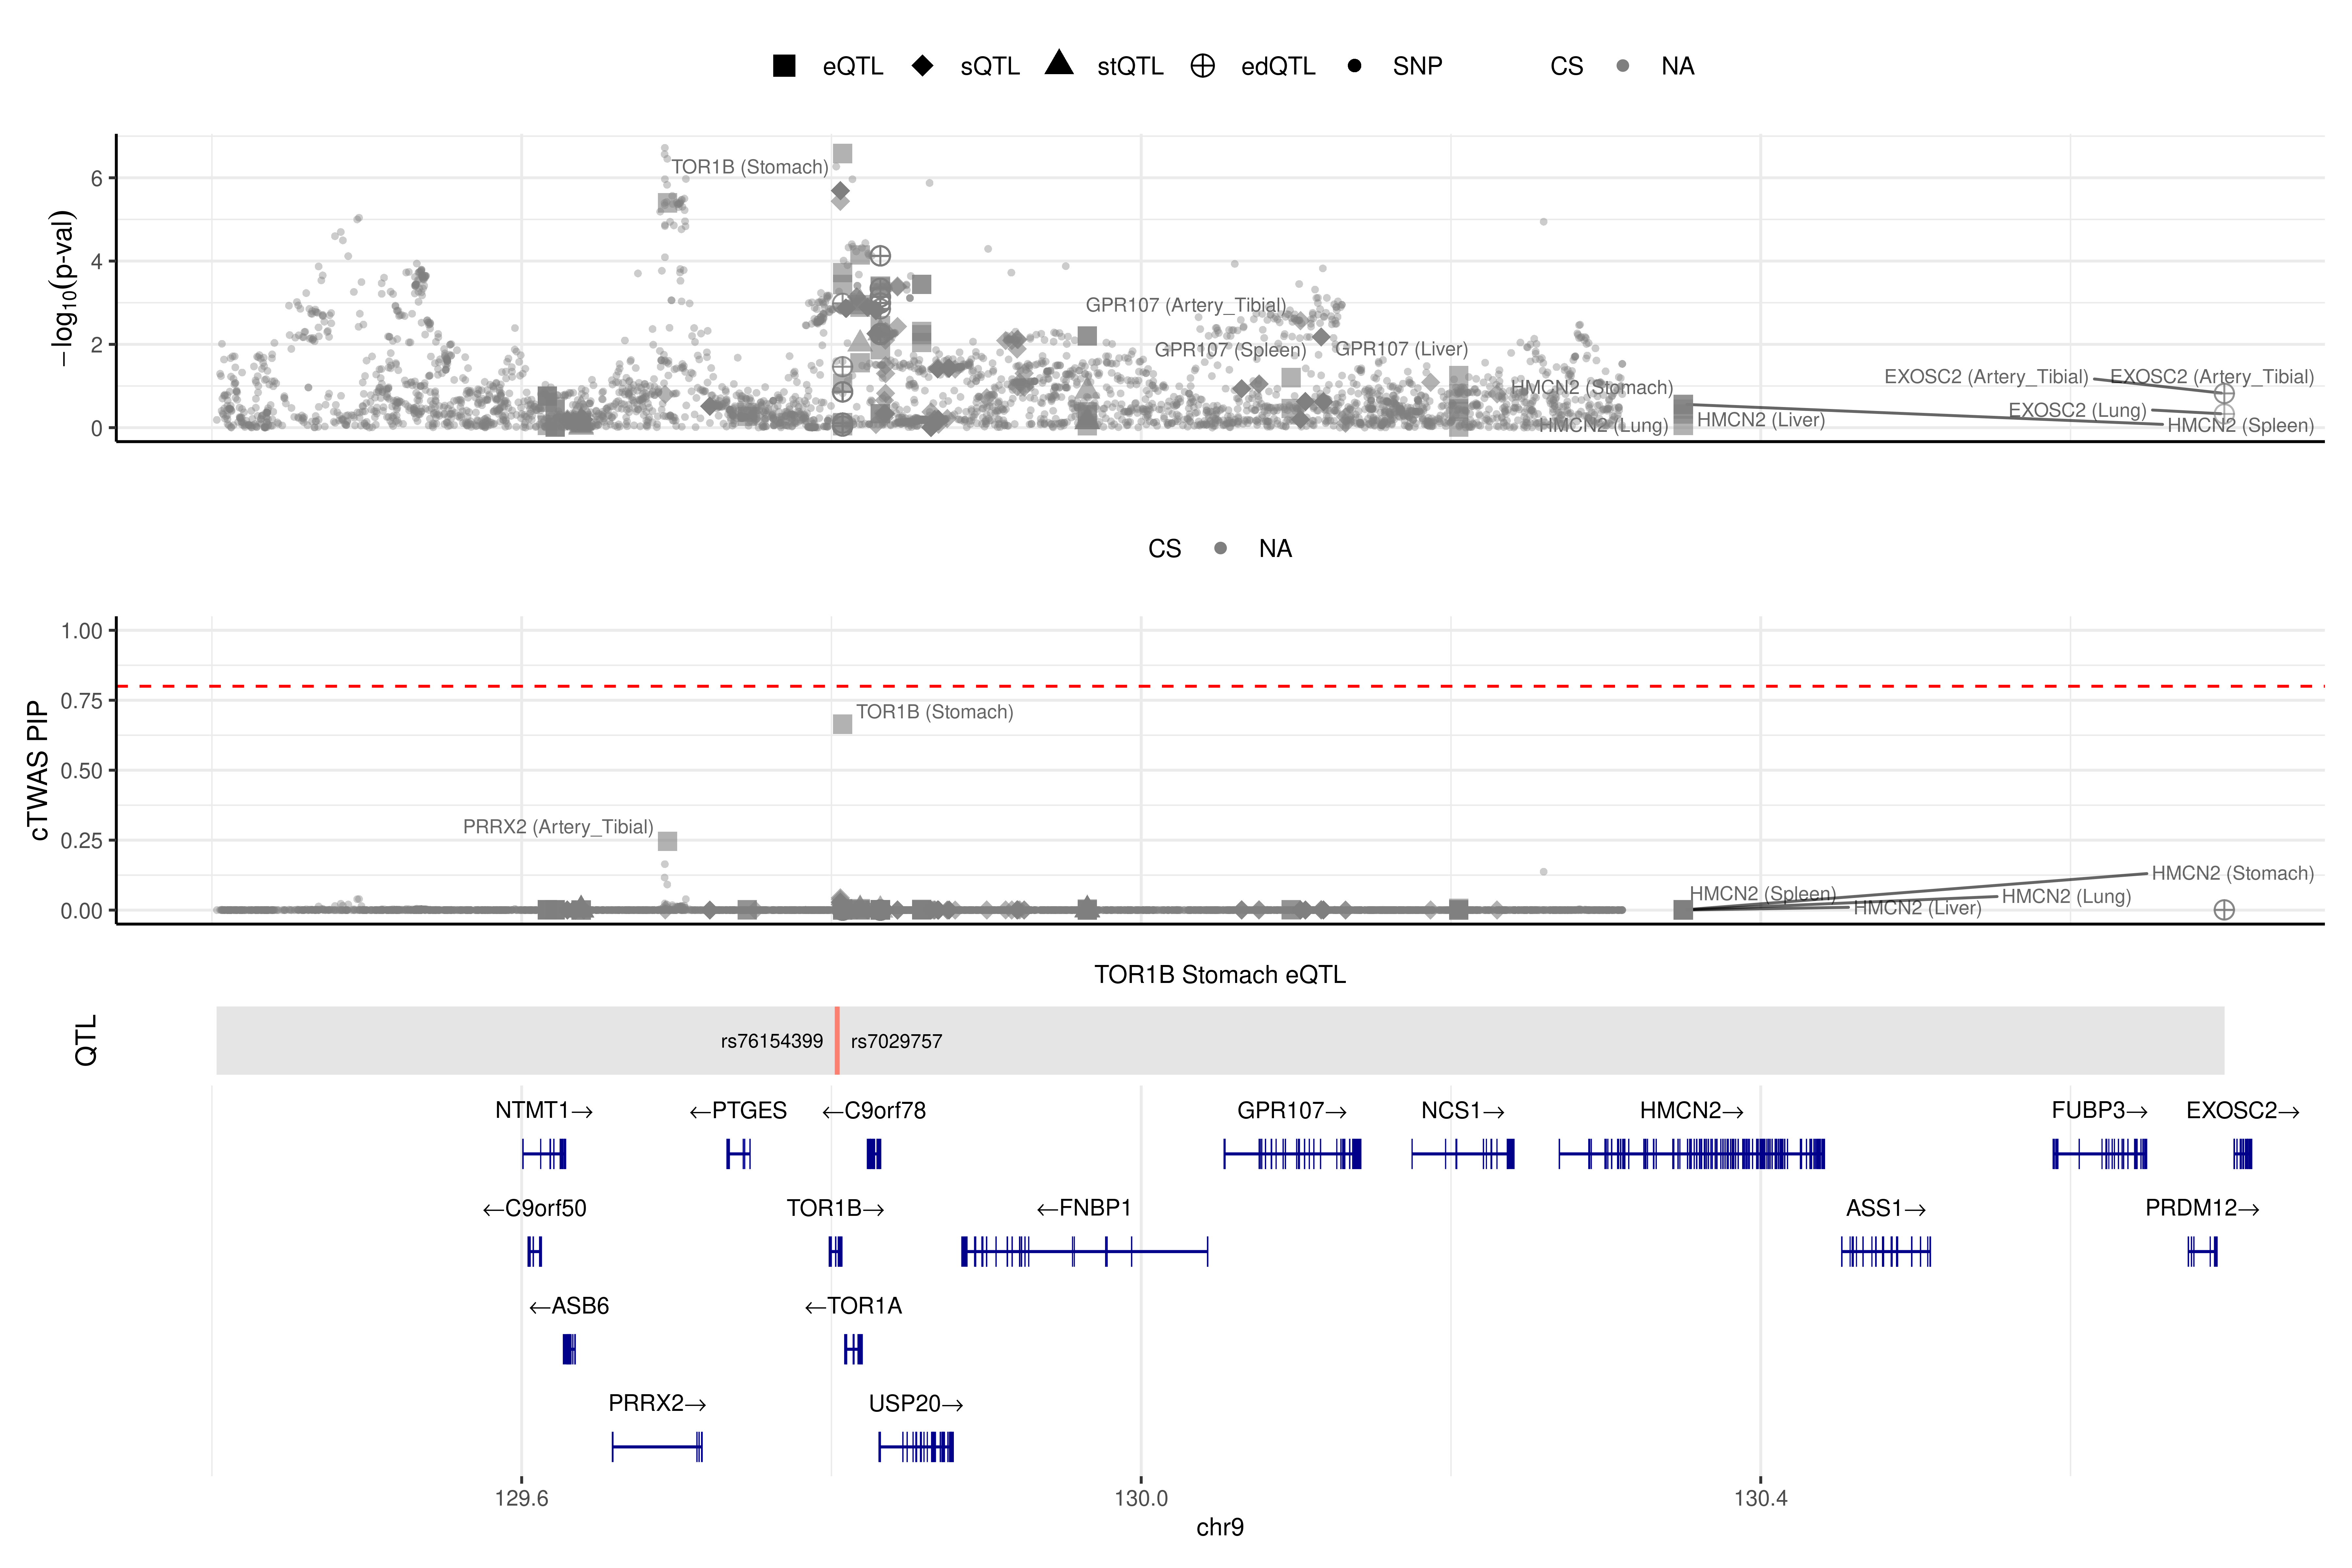 eQTL sQTL stQTL edQTL SNP CS NA
−log10(p-val)
6
4
2
0
TOR1B (Stomach)
GPR107 (Artery_Tibial)
GPR107 (Spleen)
GPR107 (Liver)
HMCN2 (Stomach)
HMCN2 (Lung)
HMCN2 (Liver)
EXOSC2 (Artery_Tibial)
EXOSC2 (Artery_Tibial)
EXOSC2 (Lung)
HMCN2 (Spleen)
CS NA
cTWAS PIP
1.00
0.75
0.50
0.25
0.00
TOR1B (Stomach)
PRRX2 (Artery_Tibial)
HMCN2 (Stomach)
HMCN2 (Spleen)
HMCN2 (Lung)
HMCN2 (Liver)
TOR1B Stomach eQTL
QTL
rs76154399 rs7029757
NTMT1→ ←PTGES ←C9orf78 GPR107→ NCS1→ HMCN2→ FUBP3→ EXOSC2→
←C9orf50 TOR1B→ ←FNBP1 ASS1→ PRDM12→
←ASB6 ←TOR1A
PRRX2→ USP20→
129.6 130.0 130.4
chr9